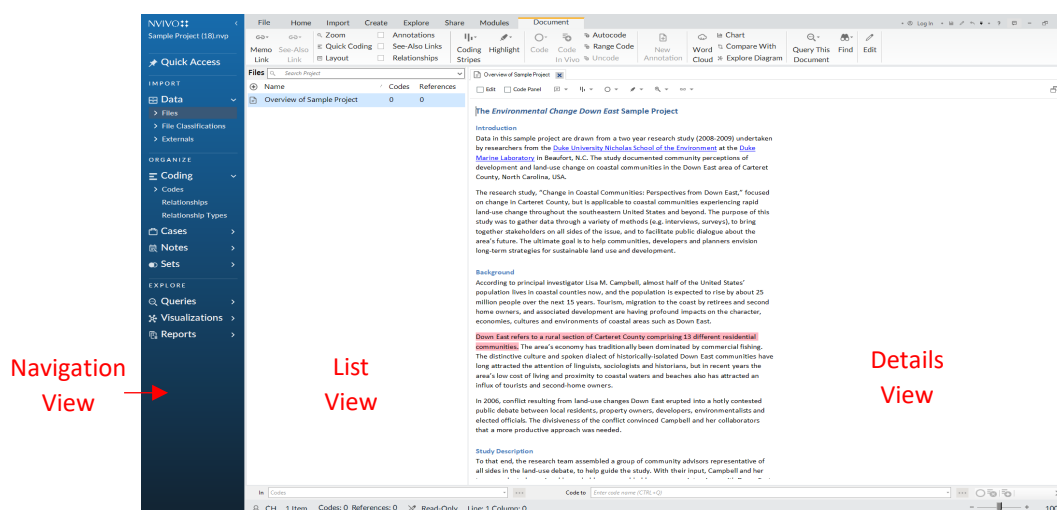 NVIVO
Sample Project (18).nvp
Quick Access
IMPORT
Data
Files
File Classifications
Externals
ORGANIZE
Coding
Codes
Relationships
Relationship Types
Cases
Notes
Sets
EXPLORE
Queries
Visualizations
Reports
Navigation
View
File Home Import Create Explore Share Modules Document
Log In
Memo Link
See-Also Link
Zoom
Quick Coding
Layout
Annotations
See-Also Links
Relationships
Coding Stripes
Highlight
Code
Code In Vivo
Autocode
Range Code
Uncode
New Annotation
Word Cloud
Chart
Compare With
Explore Diagram
Query This Document
Find
Edit
Files Search Project
Name Codes References
Overview of Sample Project 0 0
List
View
Overview of Sample Project
Edit Code Panel
The Environmental Change Down East Sample Project
Introduction
Data in this sample project are drawn from a two year research study (2008-2009) undertaken
by researchers from the Duke University Nicholas School of the Environment at the Duke
Marine Laboratory in Beaufort, N.C. The study documented community perceptions of
development and land-use change on coastal communities in the Down East area of Carteret
County, North Carolina, USA.
The research study, "Change in Coastal Communities: Perspectives from Down East," focused
on change in Carteret County, but is applicable to coastal communities experiencing rapid
land-use change throughout the southeastern United States and beyond. The purpose of this
study was to gather data through a variety of methods (e.g. interviews, surveys), to bring
together stakeholders on all sides of the issue, and to facilitate public dialogue about the
area's future. The ultimate goal is to help communities, developers and planners envision
long-term strategies for sustainable land use and development.
Background
According to principal investigator Lisa M. Campbell, almost half of the United States'
population lives in coastal counties now, and the population is expected to rise by about 25
million people over the next 15 years. Tourism, migration to the coast by retirees and second
home owners, and associated development are having profound impacts on the character,
economies, cultures and environments of coastal areas such as Down East.
Down East refers to a rural section of Carteret County comprising 13 different residential
communities. The area's economy has traditionally been dominated by commercial fishing.
The distinctive culture and spoken dialect of historically-isolated Down East communities have
long attracted the attention of linguists, sociologists and historians, but in recent years the
area's low cost of living and proximity to coastal waters and beaches also has attracted an
influx of tourists and second-home owners.
In 2006, conflict resulting from land-use changes Down East erupted into a hotly contested
public debate between local residents, property owners, developers, environmentalists and
elected officials. The divisiveness of the conflict convinced Campbell and her collaborators
that a more productive approach was needed.
Study Description
To that end, the research team assembled a group of community advisors representative of
all sides in the land-use debate, to help guide the study. With their input, Campbell and her
Details
View
In Codes
Code to Enter code name (CTRL+Q)
CH 1 Item Codes: 0 References: 0 Read-Only Line: 1 Column: 0
100